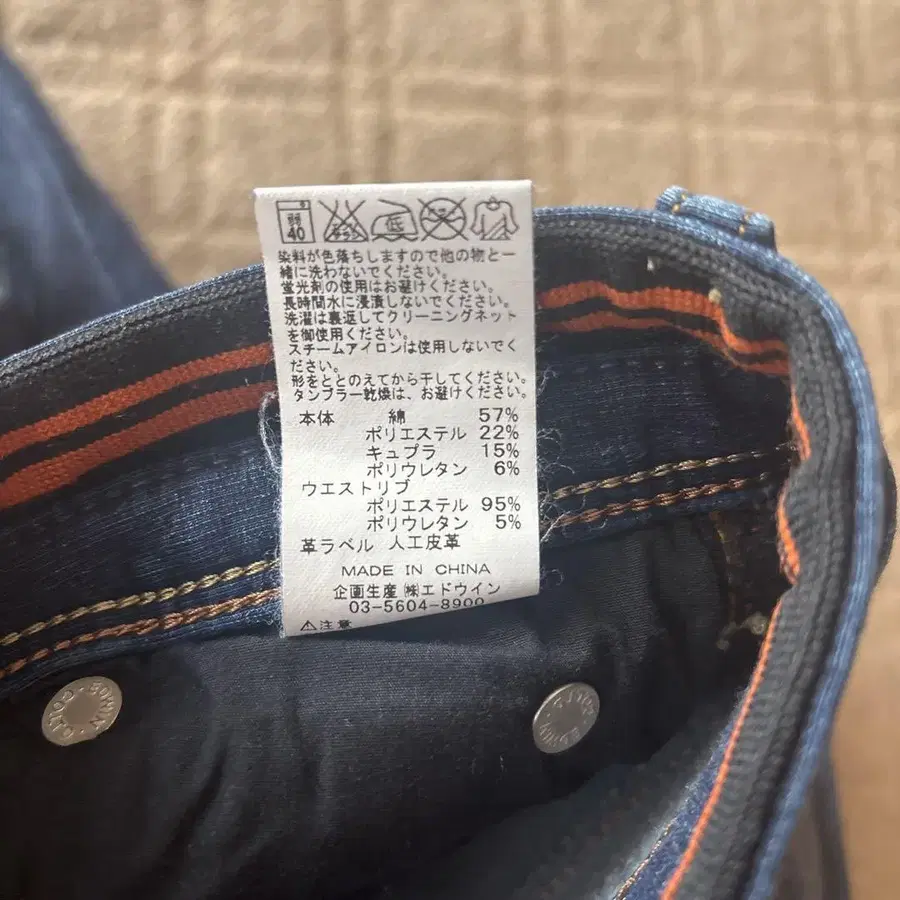 弱
40
低
染料が色落ちしますので他の物と一
緒に洗わないでください。
蛍光剤の使用はお避けください。
長時間水に浸漬しないでください。
洗濯は裏返してクリーニングネット
を御使用ください。
スチームアイロンは使用しないでく
ださい。
形をととのえてから干してください。
タンブラー乾燥は、お避けください。
本体 綿 57%
ポリエステル 22%
キュプラ 15%
ポリウレタン 6%
ウエストリブ
ポリエステル 95%
ポリウレタン 5%
革ラベル 人工皮革
MADE IN CHINA
企画生産 ㈱エドウイン
03-5604-8900
⚠注意